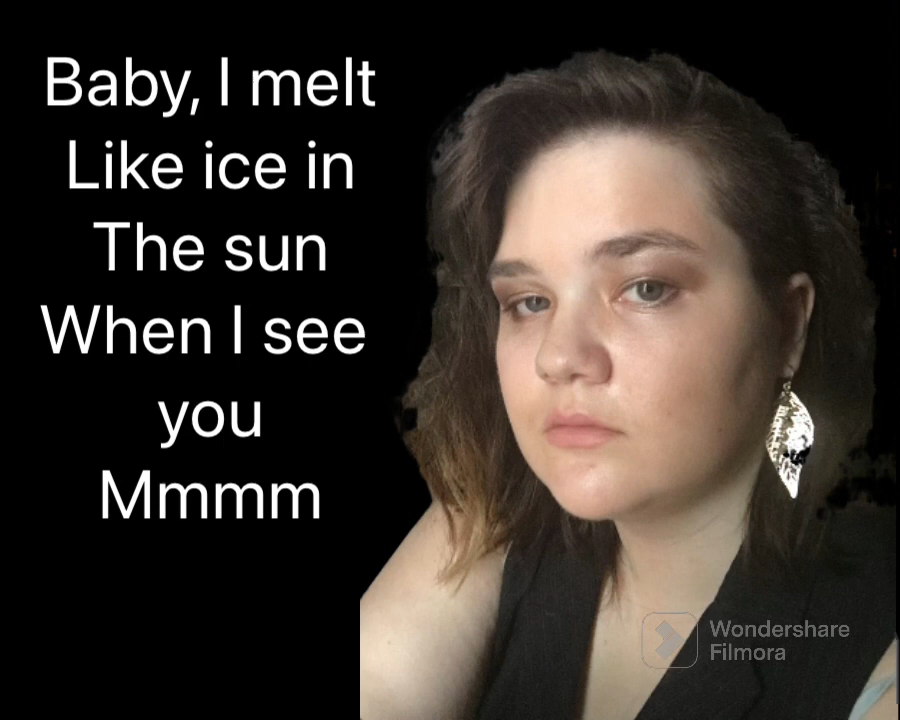 Baby, I melt
Like ice in
The sun
When I see
you
Mmmm
Wondershare
Filmora